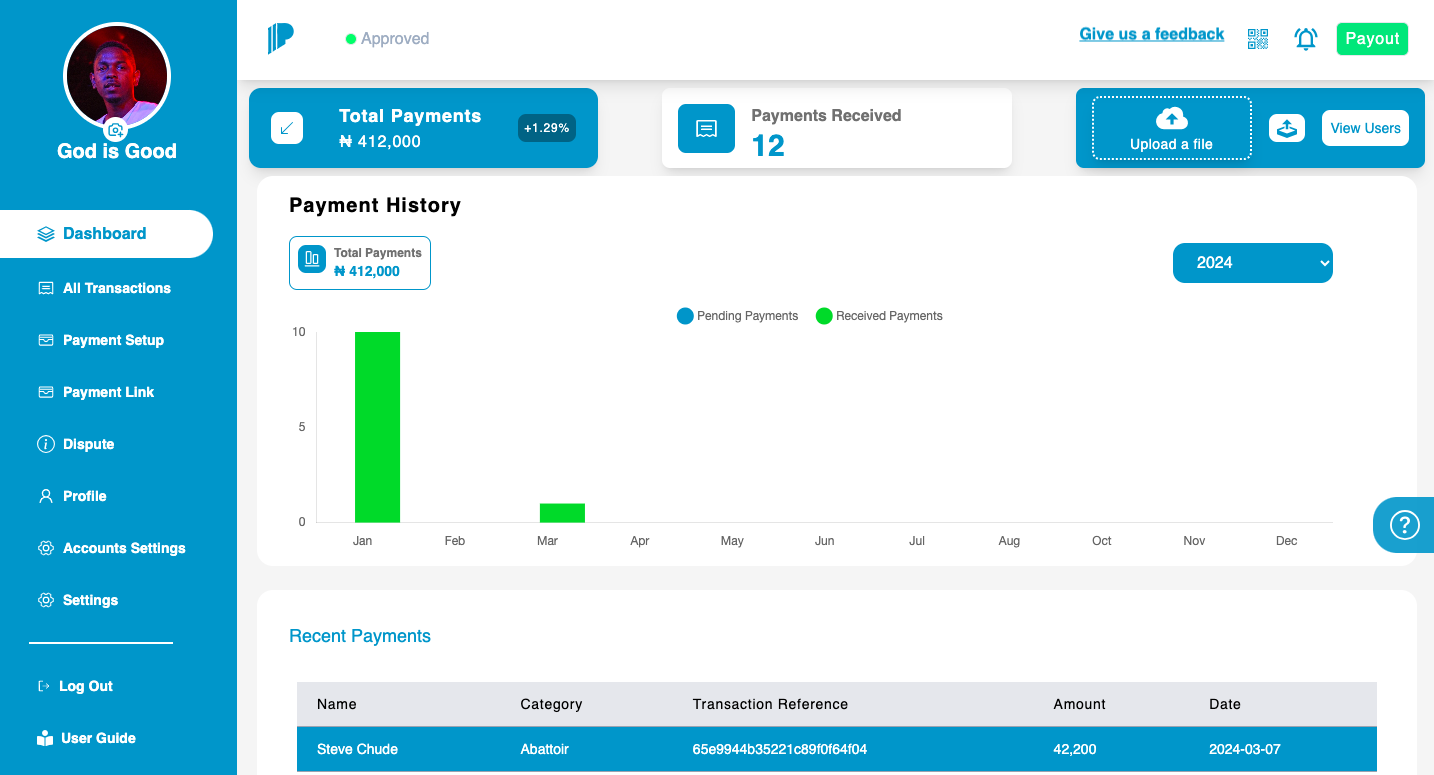 God is Good
Dashboard
All Transactions
Payment Setup
Payment Link
Dispute
Profile
Accounts Settings
Settings
Log Out
User Guide
Approved
Give us a feedback
Payout
Total Payments
₦ 412,000
+1.29%
Payments Received
12
Upload a file
View Users
Payment History
Total Payments
₦ 412,000
2024
Pending Payments Received Payments
10
5
0
Jan Feb Mar Apr May Jun Jul Aug Oct Nov Dec
?
Recent Payments
Name Category Transaction Reference Amount Date
Steve Chude Abattoir 65e9944b35221c89f0f64f04 42,200 2024-03-07